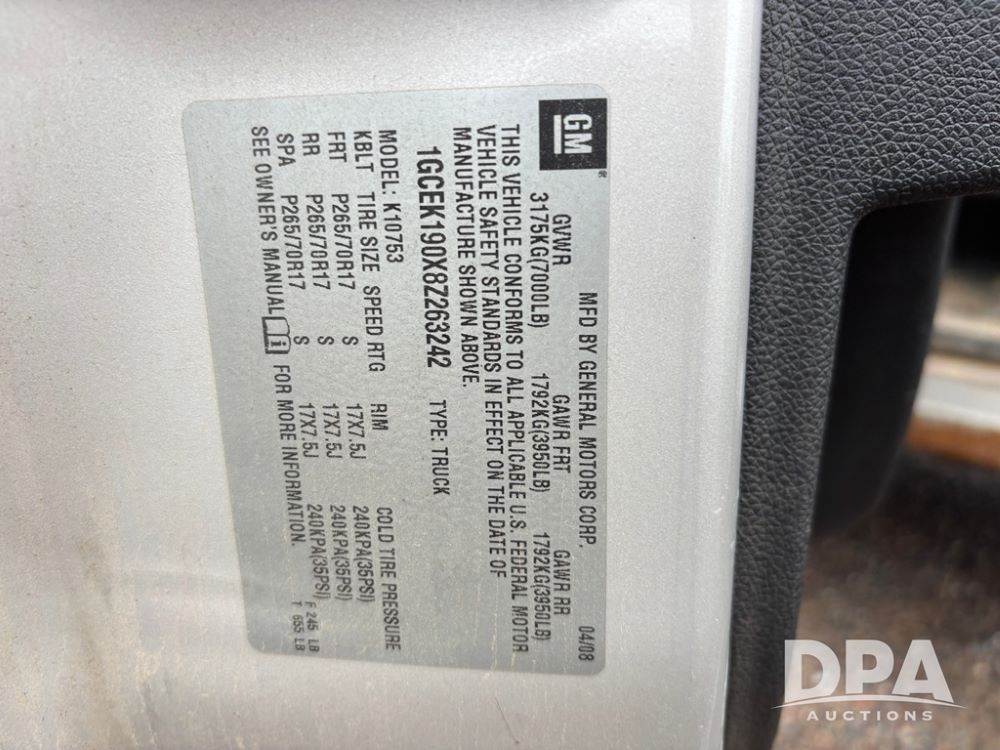 GM®
MFD BY GENERAL MOTORS CORP. 04/08
GVWR GAWR FRT GAWR RR
3175KG(7000LB) 1792KG(3950LB) 1792KG(3950LB)
THIS VEHICLE CONFORMS TO ALL APPLICABLE U.S. FEDERAL MOTOR
VEHICLE SAFETY STANDARDS IN EFFECT ON THE DATE OF
MANUFACTURE SHOWN ABOVE.
1GCEK190X8Z263242 TYPE: TRUCK
MODEL: K10753
KBLT TIRE SIZE SPEED RTG RIM COLD TIRE PRESSURE
FRT P265/70R17 S 17X7.5J 240KPA(35PSI)
RR P265/70R17 S 17X7.5J 240KPA(35PSI)
SPA P265/70R17 S 17X7.5J 240KPA(35PSI)
SEE OWNER'S MANUAL FOR MORE INFORMATION.
F 245 LB
T 655 LB
DPA
AUCTIONS